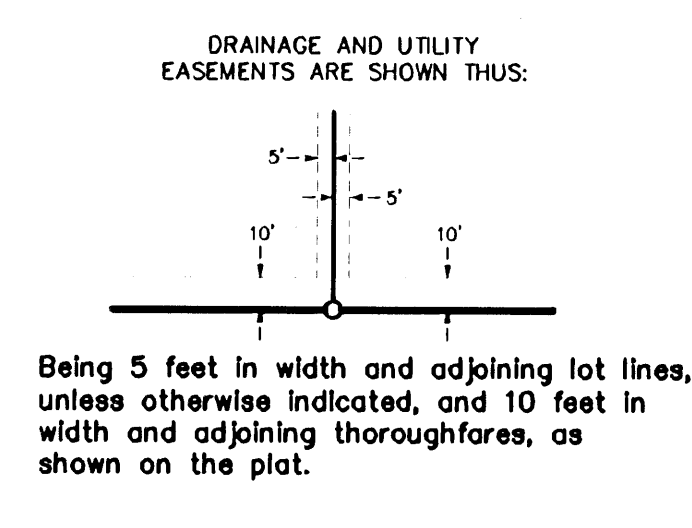 DRAINAGE AND UTILITY
EASEMENTS ARE SHOWN THUS:
5'
5'
10'
10'
Being 5 feet in width and adjoining lot lines,
unless otherwise indicated, and 10 feet in
width and adjoining thoroughfares, as
shown on the plat.